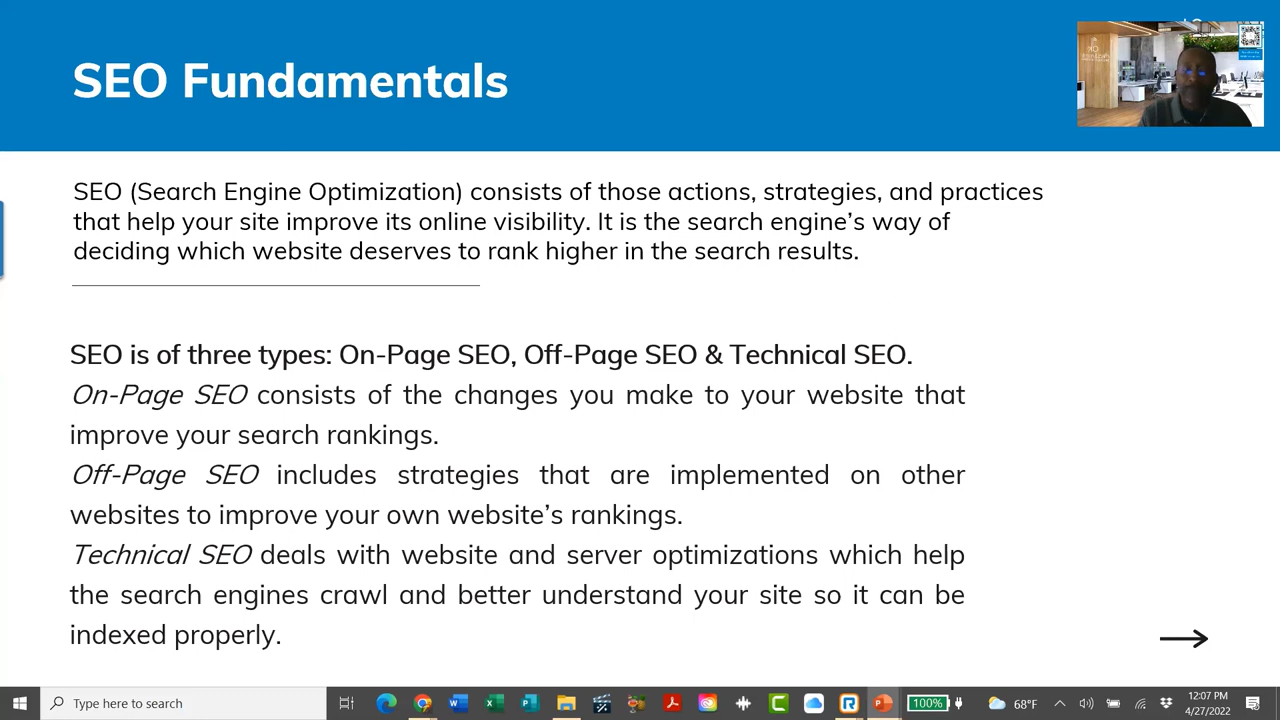 SEO Fundamentals
SEO (Search Engine Optimization) consists of those actions, strategies, and practices
that help your site improve its online visibility. It is the search engine’s way of
deciding which website deserves to rank higher in the search results.
SEO is of three types: On-Page SEO, Off-Page SEO & Technical SEO.
On-Page SEO consists of the changes you make to your website that
improve your search rankings.
Off-Page SEO includes strategies that are implemented on other
websites to improve your own website’s rankings.
Technical SEO deals with website and server optimizations which help
the search engines crawl and better understand your site so it can be
indexed properly.
Type here to search
100%
68°F
12:07 PM
4/27/2022